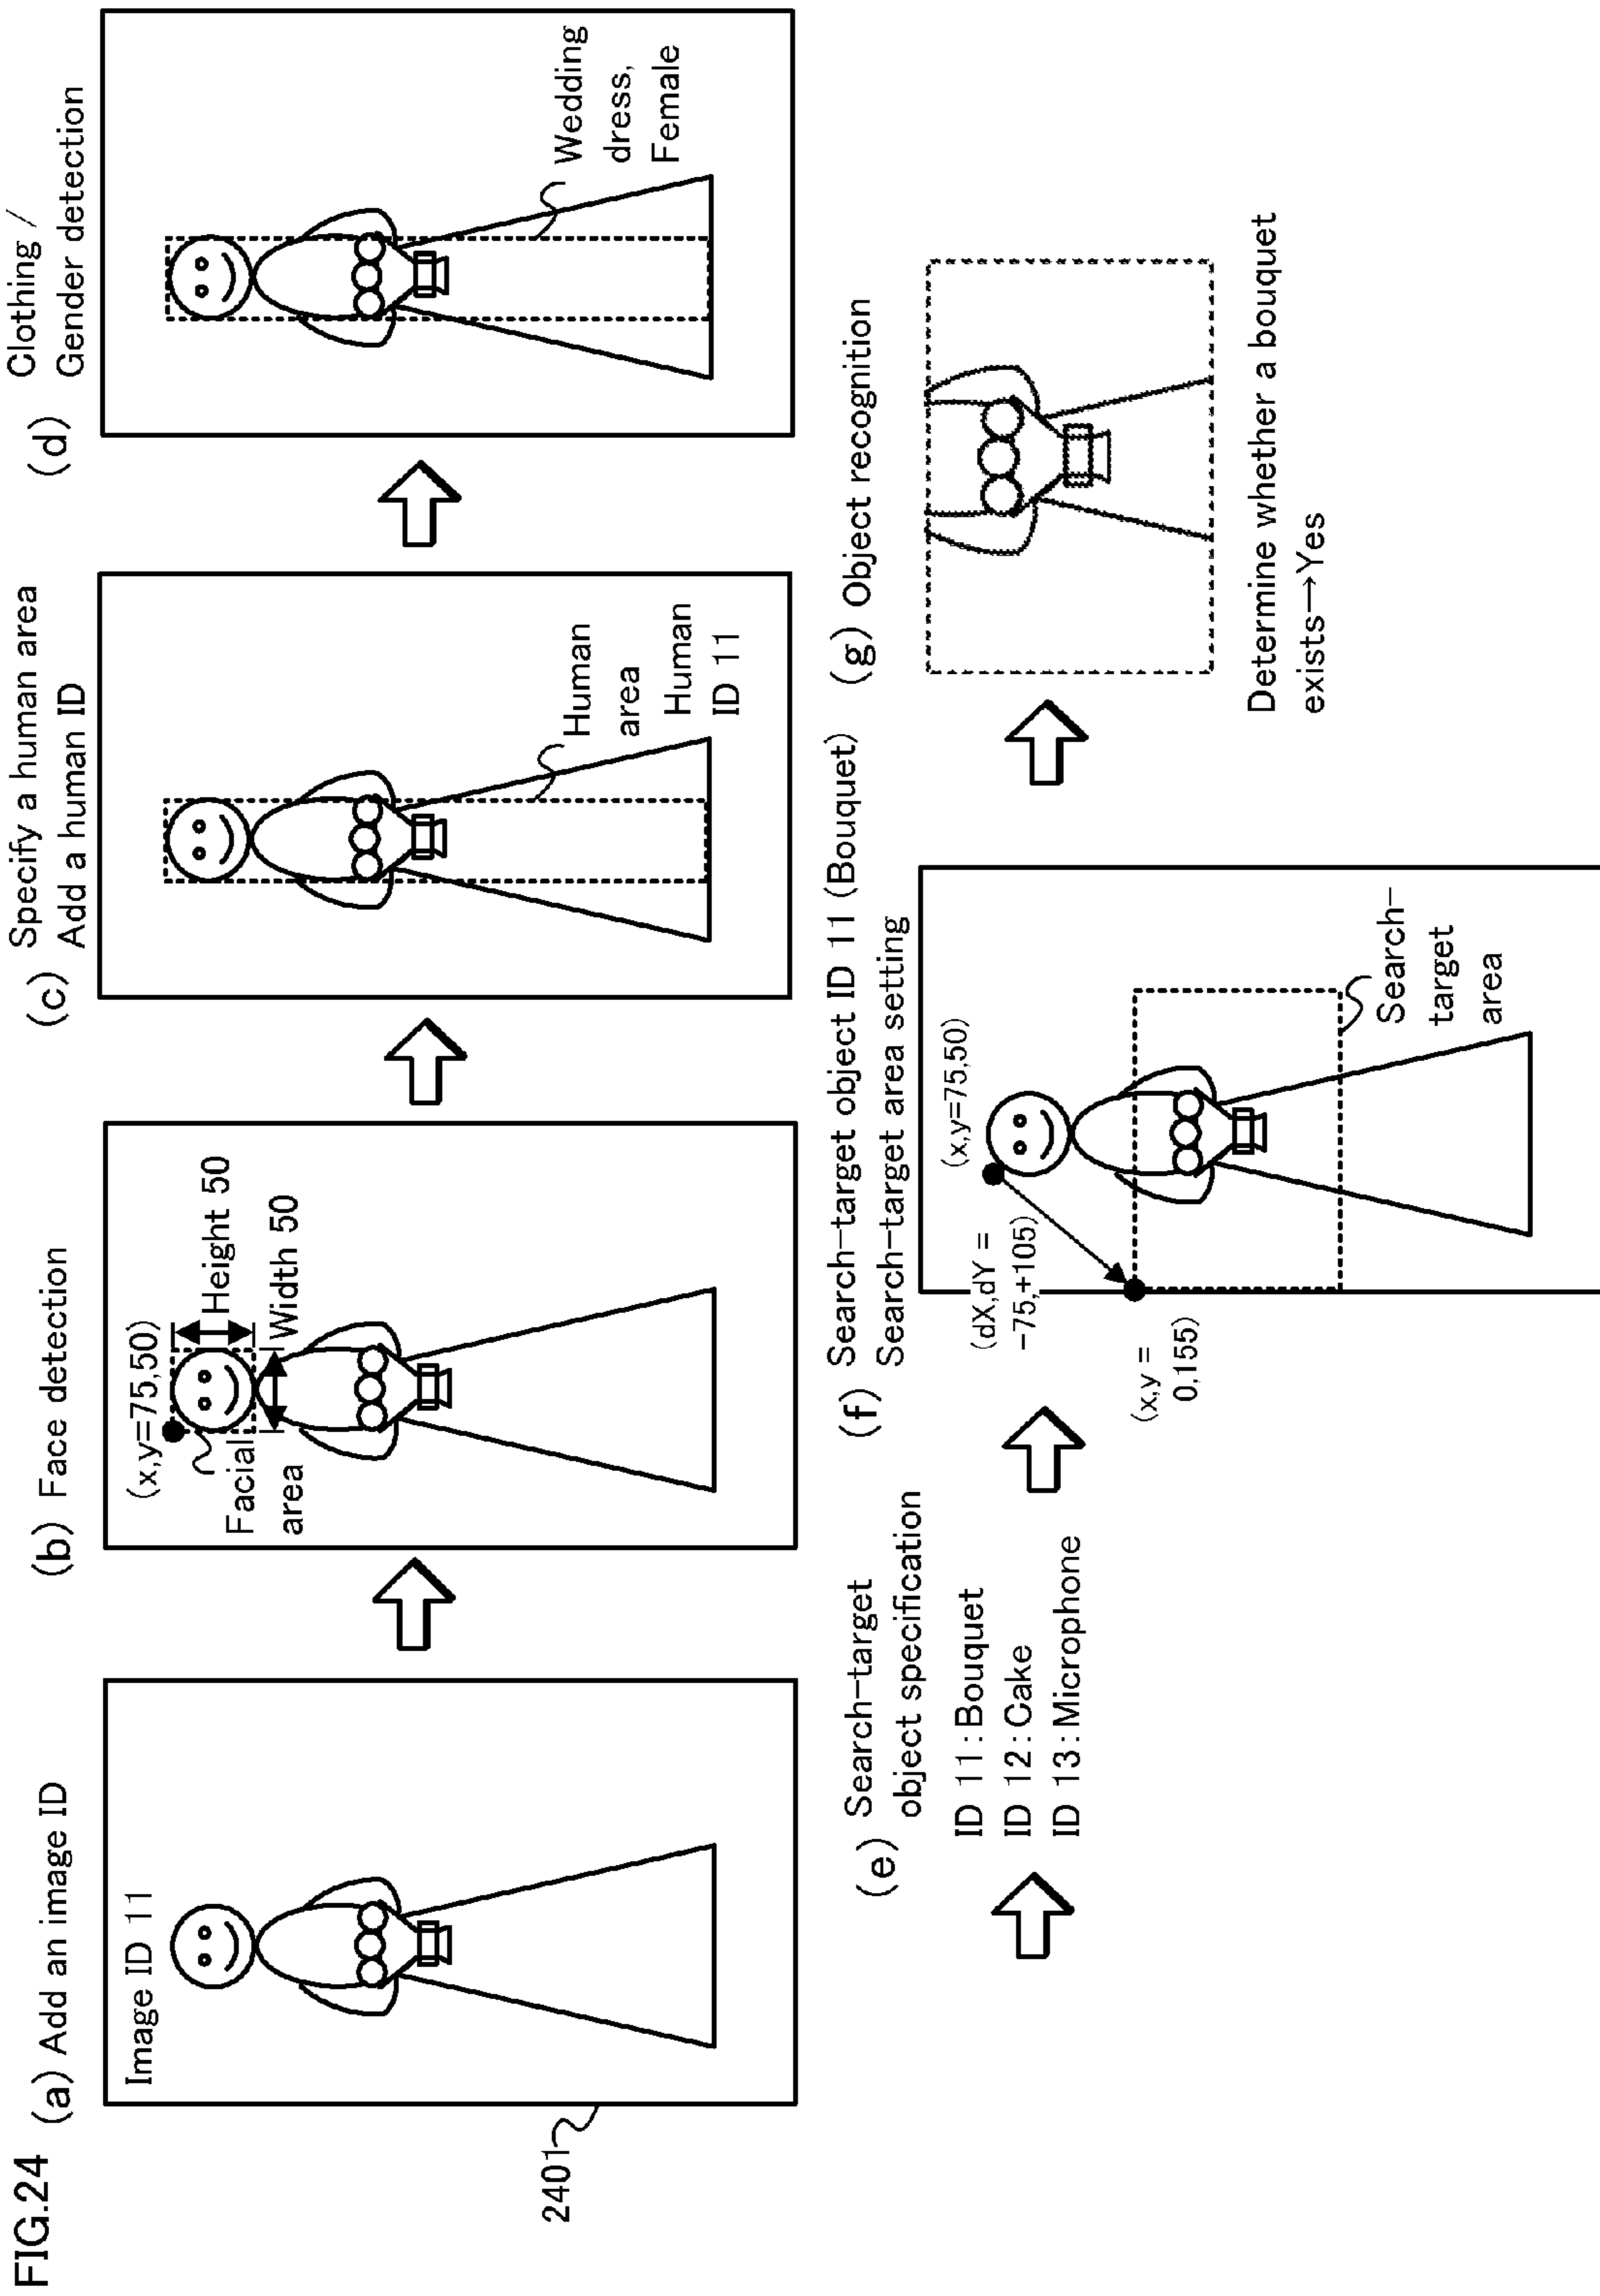 FIG.24
(a) Add an image ID
Image ID 11
2401
(b) Face detection
(x,y=75,50)
Height 50
Width 50
Facial
area
(c) Specify a human area
Add a human ID
Human
area
Human
ID 11
(d) Clothing /
Gender detection
Wedding
dress,
Female
(e) Search-target
object specification
ID 11:Bouquet
ID 12:Cake
ID 13:Microphone
(f) Search-target object ID 11 (Bouquet)
Search-target area setting
(x,y=75,50)
(dX,dY =
-75,+105)
(x,y =
0,155)
Search-
target
area
(g) Object recognition
Determine whether a bouquet
exists→Yes